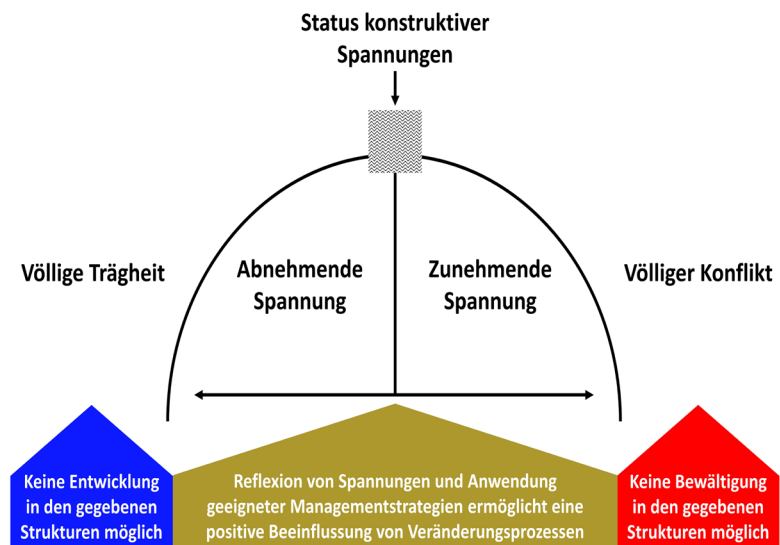 Status konstruktiver
Spannungen
Völlige Trägheit
Abnehmende
Spannung
Zunehmende
Spannung
Völliger Konflikt
Keine Entwicklung
in den gegebenen
Strukturen möglich
Reflexion von Spannungen und Anwendung
geeigneter Managementstrategien ermöglicht eine
positive Beeinflussung von Veränderungsprozessen
Keine Bewältigung
in den gegebenen
Strukturen möglich